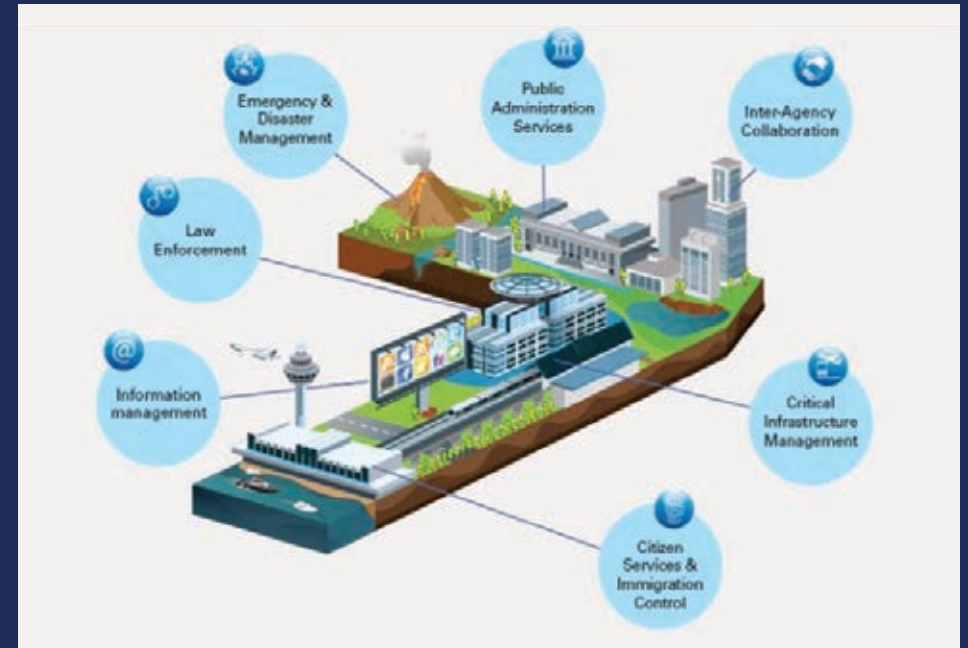 Emergency &
Disaster
Management
Public
Administration
Services
Inter-Agency
Collaboration
Law
Enforcement
@
Information
management
Critical
Infrastructure
Management
Citizen
Services &
Immigration
Control